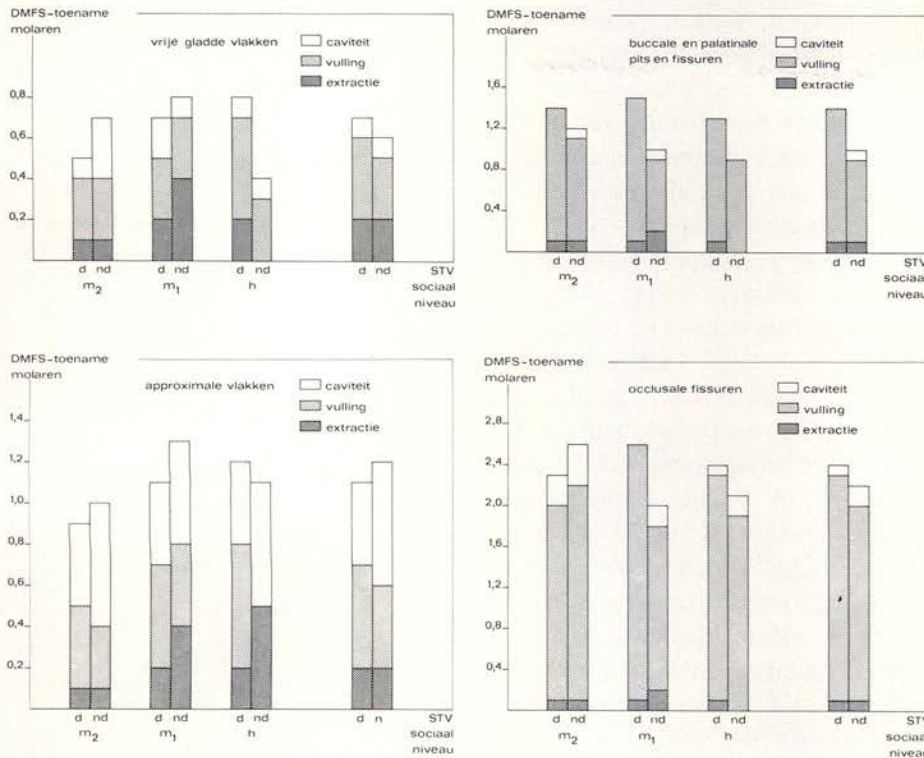 DMFS-toename
molaren
vrije gladde vlakken
caviteit
vulling
extractie
0,8
0,6
0,4
0,2
d nd d nd d nd d nd STV
m2 m1 h sociaal
niveau
DMFS-toename
molaren
buccale en palatinale
pits en fissuren
caviteit
vulling
extractie
1,6
1,2
0,8
0,4
d nd d nd d nd d nd STV
m2 m1 h sociaal
niveau
DMFS-toename
molaren
approximale vlakken
caviteit
vulling
extractie
1,4
1,2
1,0
0,8
0,6
0,4
0,2
d nd d nd d nd d n STV
m2 m1 h sociaal
niveau
DMFS-toename
molaren
occlusale fissuren
caviteit
vulling
extractie
2,8
2,4
2,0
1,6
1,2
0,8
0,4
d nd d nd d nd d nd STV
m2 m1 h sociaal
niveau